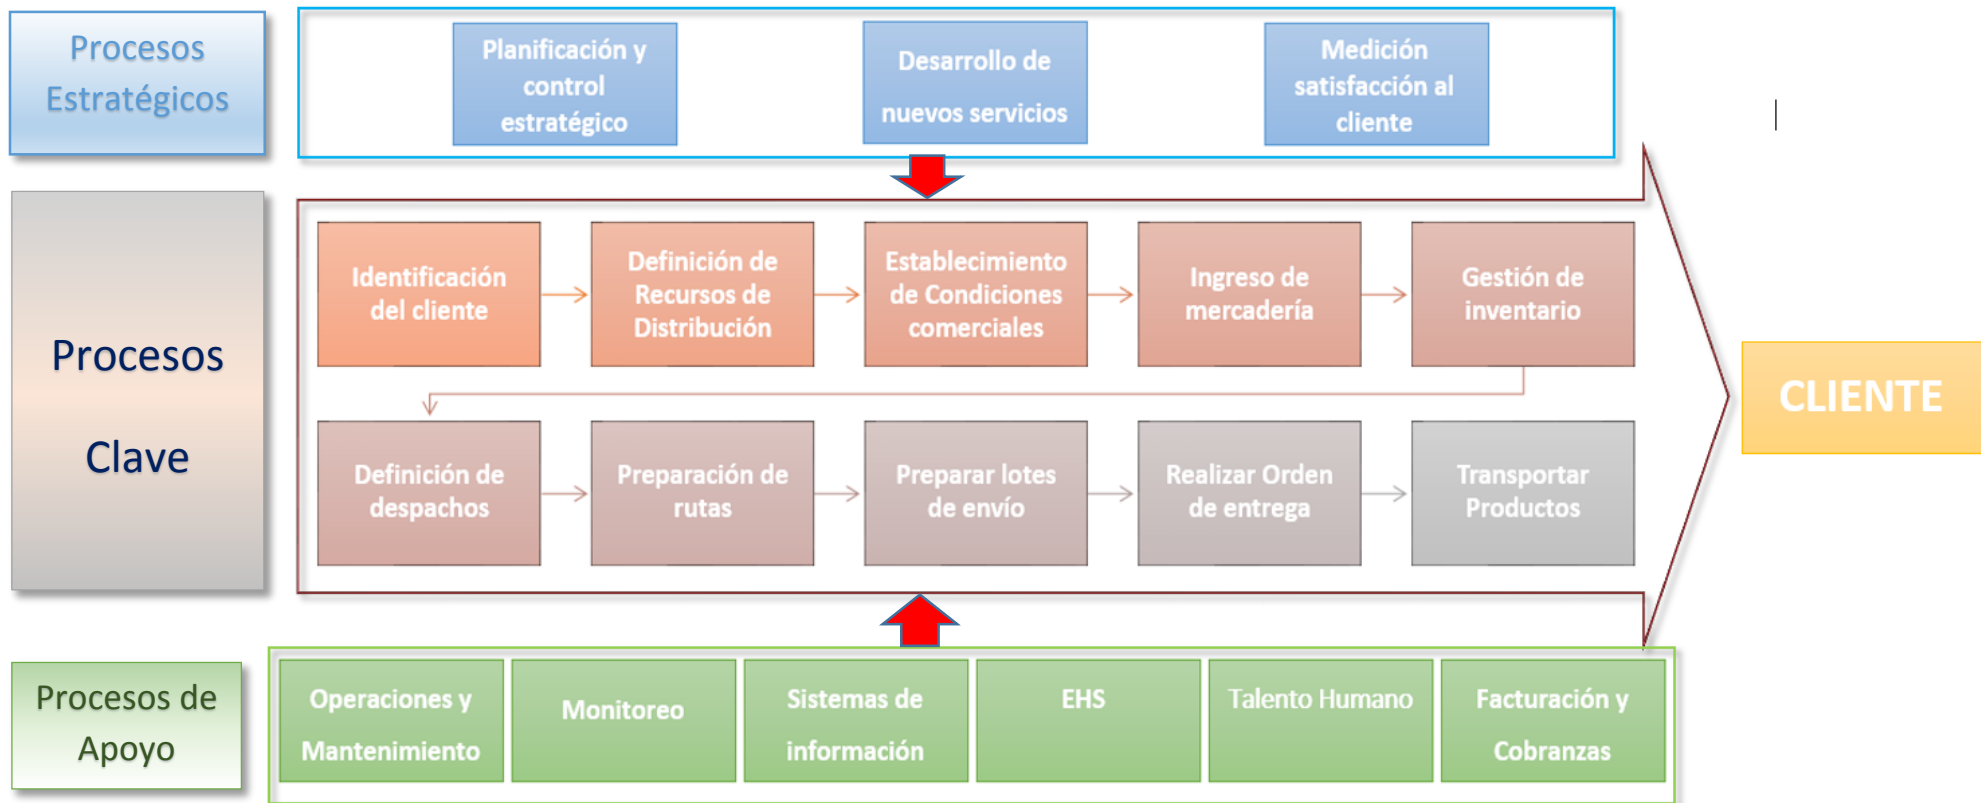 Procesos
Estratégicos
Planificación y
control
estratégico
Desarrollo de
nuevos servicios
Medición
satisfacción al
cliente
Procesos
Clave
Identificación
del cliente
Definición de
Recursos de
Distribución
Establecimiento
de Condiciones
comerciales
Ingreso de
mercadería
Gestión de
inventario
Definición de
despachos
Preparación de
rutas
Preparar lotes
de envío
Realizar Orden
de entrega
Transportar
Productos
CLIENTE
Procesos de
Apoyo
Operaciones y
Mantenimiento
Monitoreo
Sistemas de
información
EHS
Talento Humano
Facturación y
Cobranzas